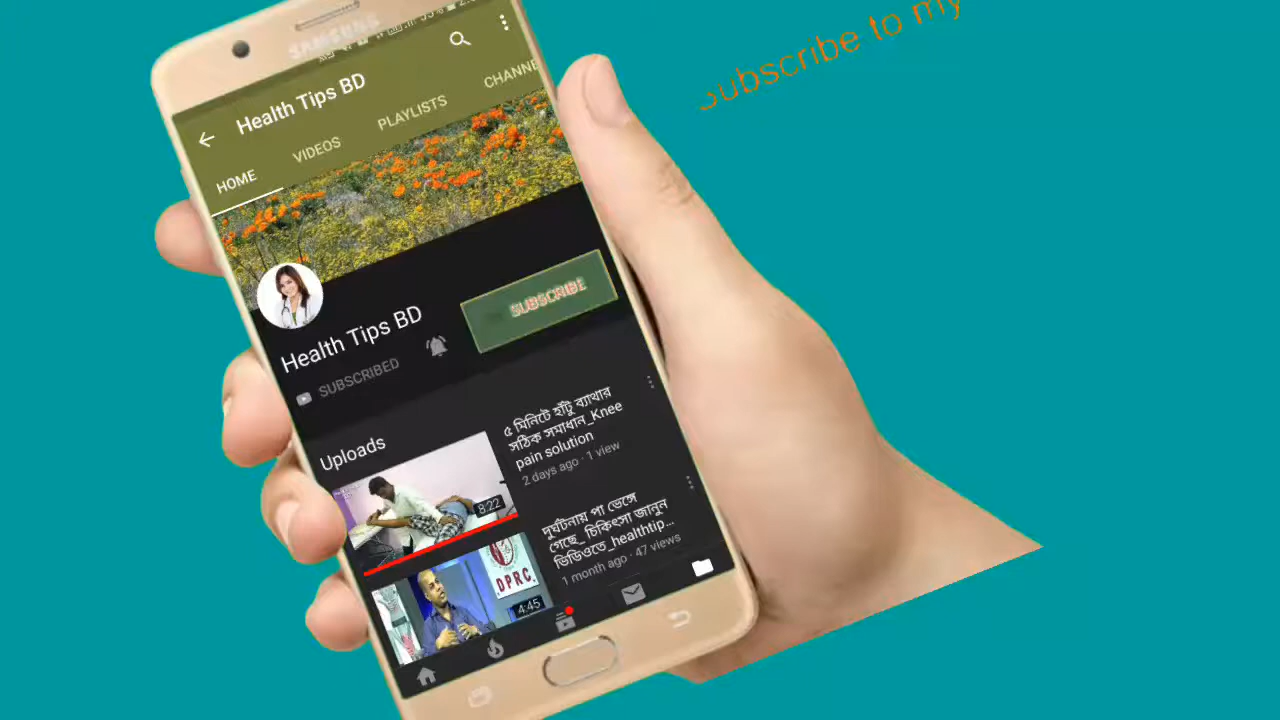 Subscribe to my
SAMSUNG
Health Tips BD
HOME
VIDEOS
PLAYLISTS
CHANNE
Health Tips BD
SUBSCRIBE
SUBSCRIBED
Uploads
৫ মিনিটে হাঁটু ব্যাথার
সঠিক সমাধান_Knee
pain solution
2 days ago · 1 view
8:22
দুর্ঘটনায় পা ভেঙ্গে
গেছে_ চিকিৎসা জানুন
ভিডিওতে_healthtip...
1 month ago · 47 views
DPRC
4:45